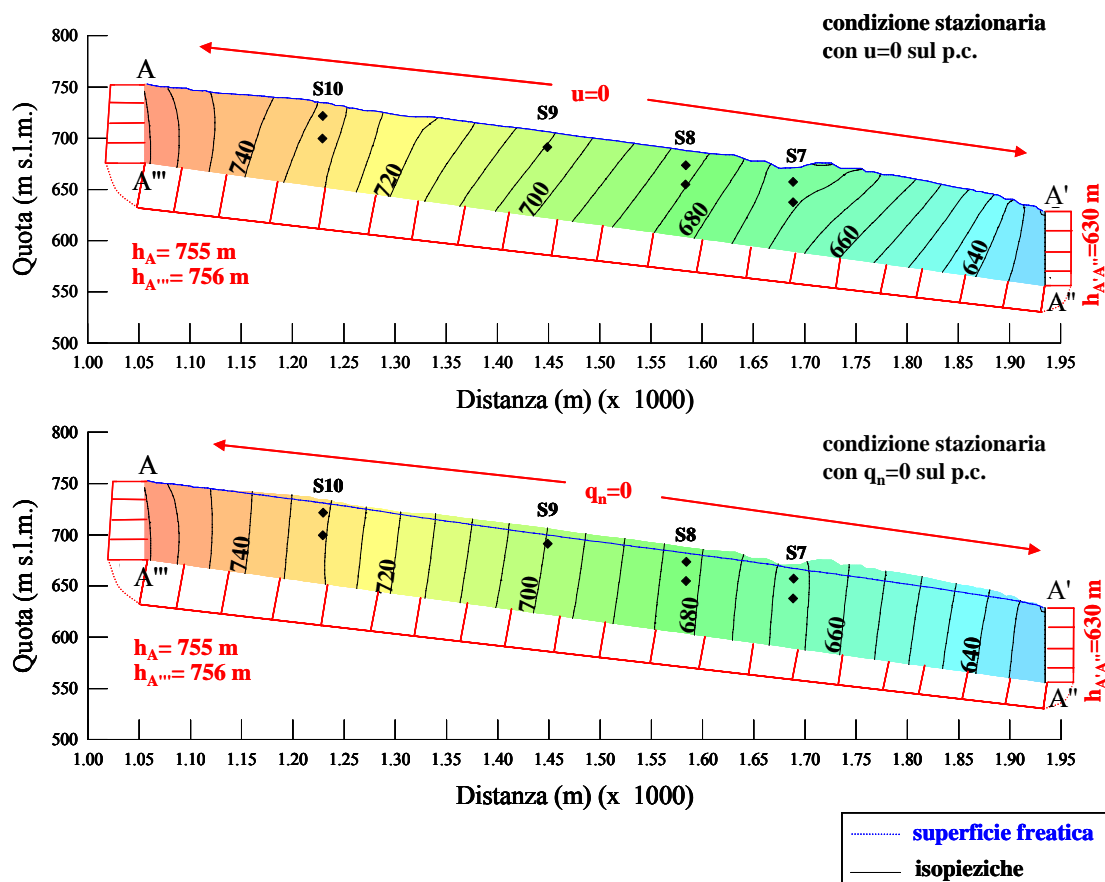 800
750
700
650
600
550
500
Quota (m s.l.m.)
condizione stazionaria
con u=0 sul p.c.
u=0
A
S10
S9
S8
S7
A'
A'''
A''
740
720
700
680
660
640
hA= 755 m
hA'''= 756 m
hA'A''=630 m
1.00 1.05 1.10 1.15 1.20 1.25 1.30 1.35 1.40 1.45 1.50 1.55 1.60 1.65 1.70 1.75 1.80 1.85 1.90 1.95
Distanza (m) (x 1000)
800
750
700
650
600
550
500
Quota (m s.l.m.)
condizione stazionaria
con qn=0 sul p.c.
qn=0
A
S10
S9
S8
S7
A'
A'''
A''
740
720
700
680
660
640
hA= 755 m
hA'''= 756 m
hA'A''=630 m
1.00 1.05 1.10 1.15 1.20 1.25 1.30 1.35 1.40 1.45 1.50 1.55 1.60 1.65 1.70 1.75 1.80 1.85 1.90 1.95
Distanza (m) (x 1000)
superficie freatica
isopieziche